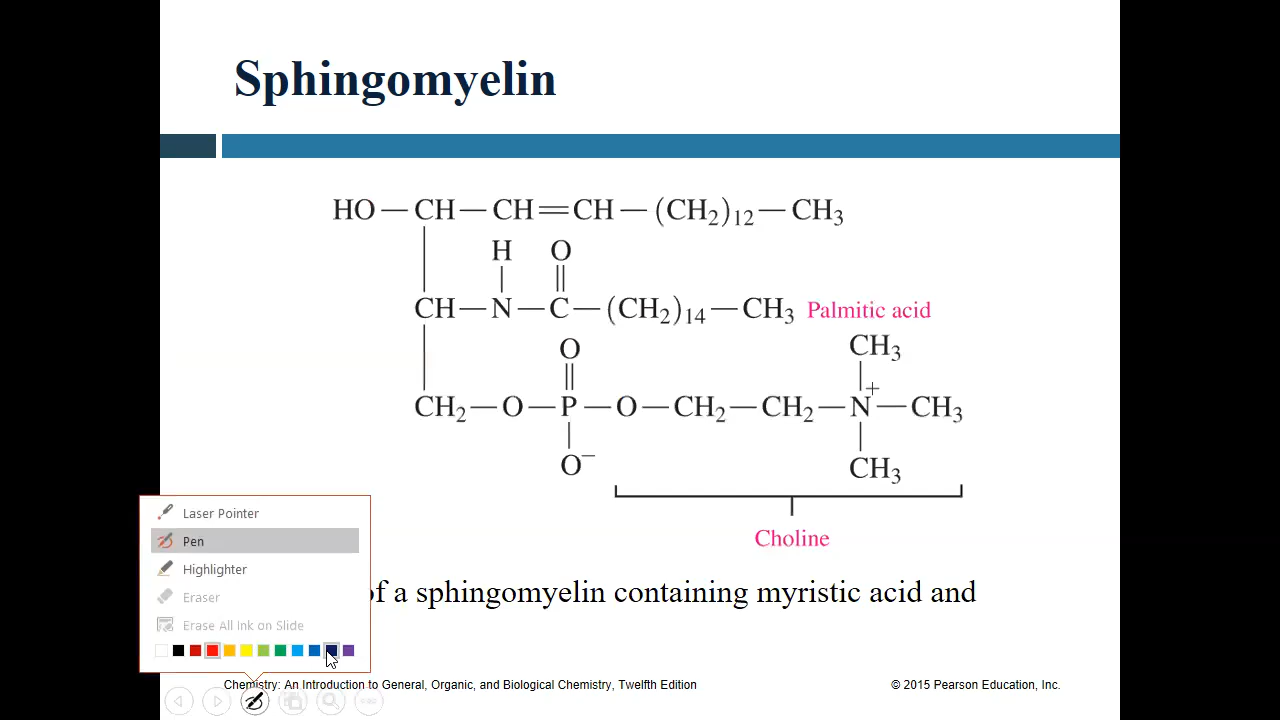 Sphingomyelin
HO—CH—CH=CH—(CH₂)₁₂—CH₃
H O
CH—N—C—(CH₂)₁₄—CH₃ Palmitic acid
O CH₃
CH₂—O—P—O—CH₂—CH₂—N⁺—CH₃
O⁻ CH₃
Choline
Laser Pointer
Pen
Highlighter
Eraser
Erase All Ink on Slide
of a sphingomyelin containing myristic acid and
Chemistry: An Introduction to General, Organic, and Biological Chemistry, Twelfth Edition
© 2015 Pearson Education, Inc.